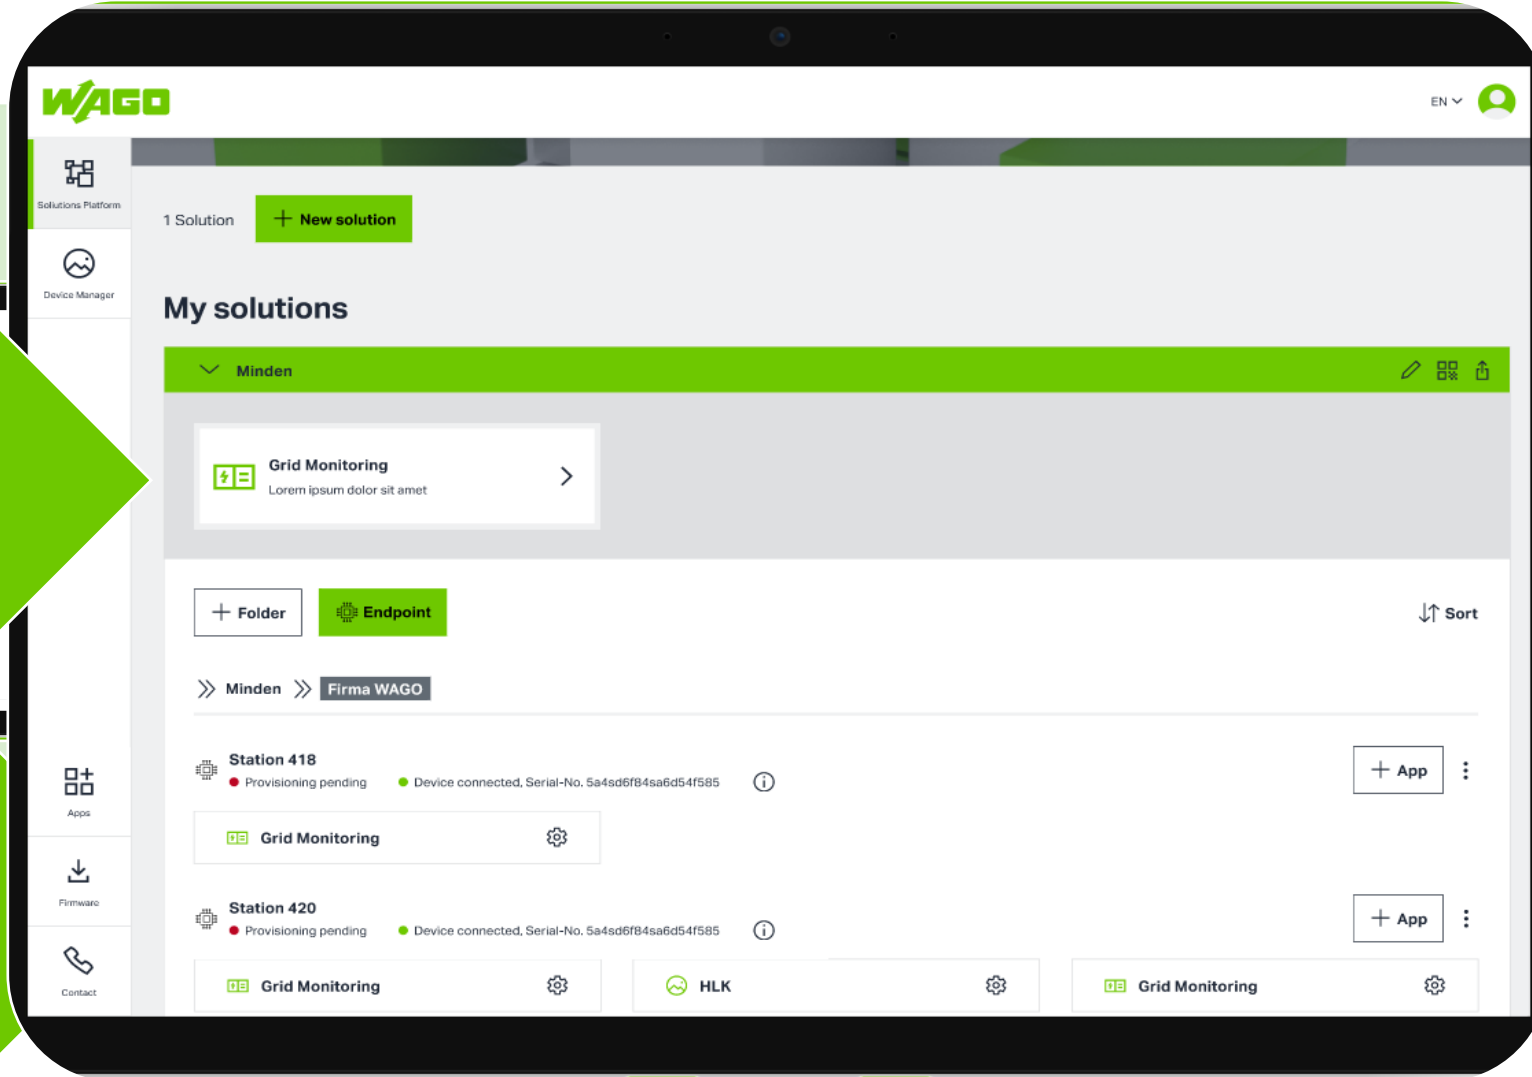 WAGO
EN
Solutions Platform
1 Solution
+ New solution
Device Manager
My solutions
Minden
Grid Monitoring
Lorem ipsum dolor sit amet
+ Folder
Endpoint
Sort
Minden
Firma WAGO
Station 418
Provisioning pending
Device connected, Serial-No. 5a4sd6f84sa6d54f585
+ App
Grid Monitoring
Apps
Station 420
Provisioning pending
Device connected, Serial-No. 5a4sd6f84sa6d54f585
+ App
Grid Monitoring
HLK
Grid Monitoring
Firmware
Contact